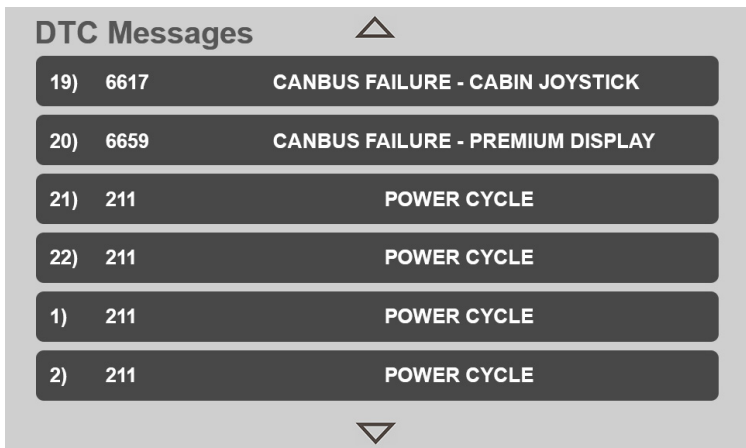 DTC Messages
19) 6617 CANBUS FAILURE - CABIN JOYSTICK
20) 6659 CANBUS FAILURE - PREMIUM DISPLAY
21) 211 POWER CYCLE
22) 211 POWER CYCLE
1) 211 POWER CYCLE
2) 211 POWER CYCLE